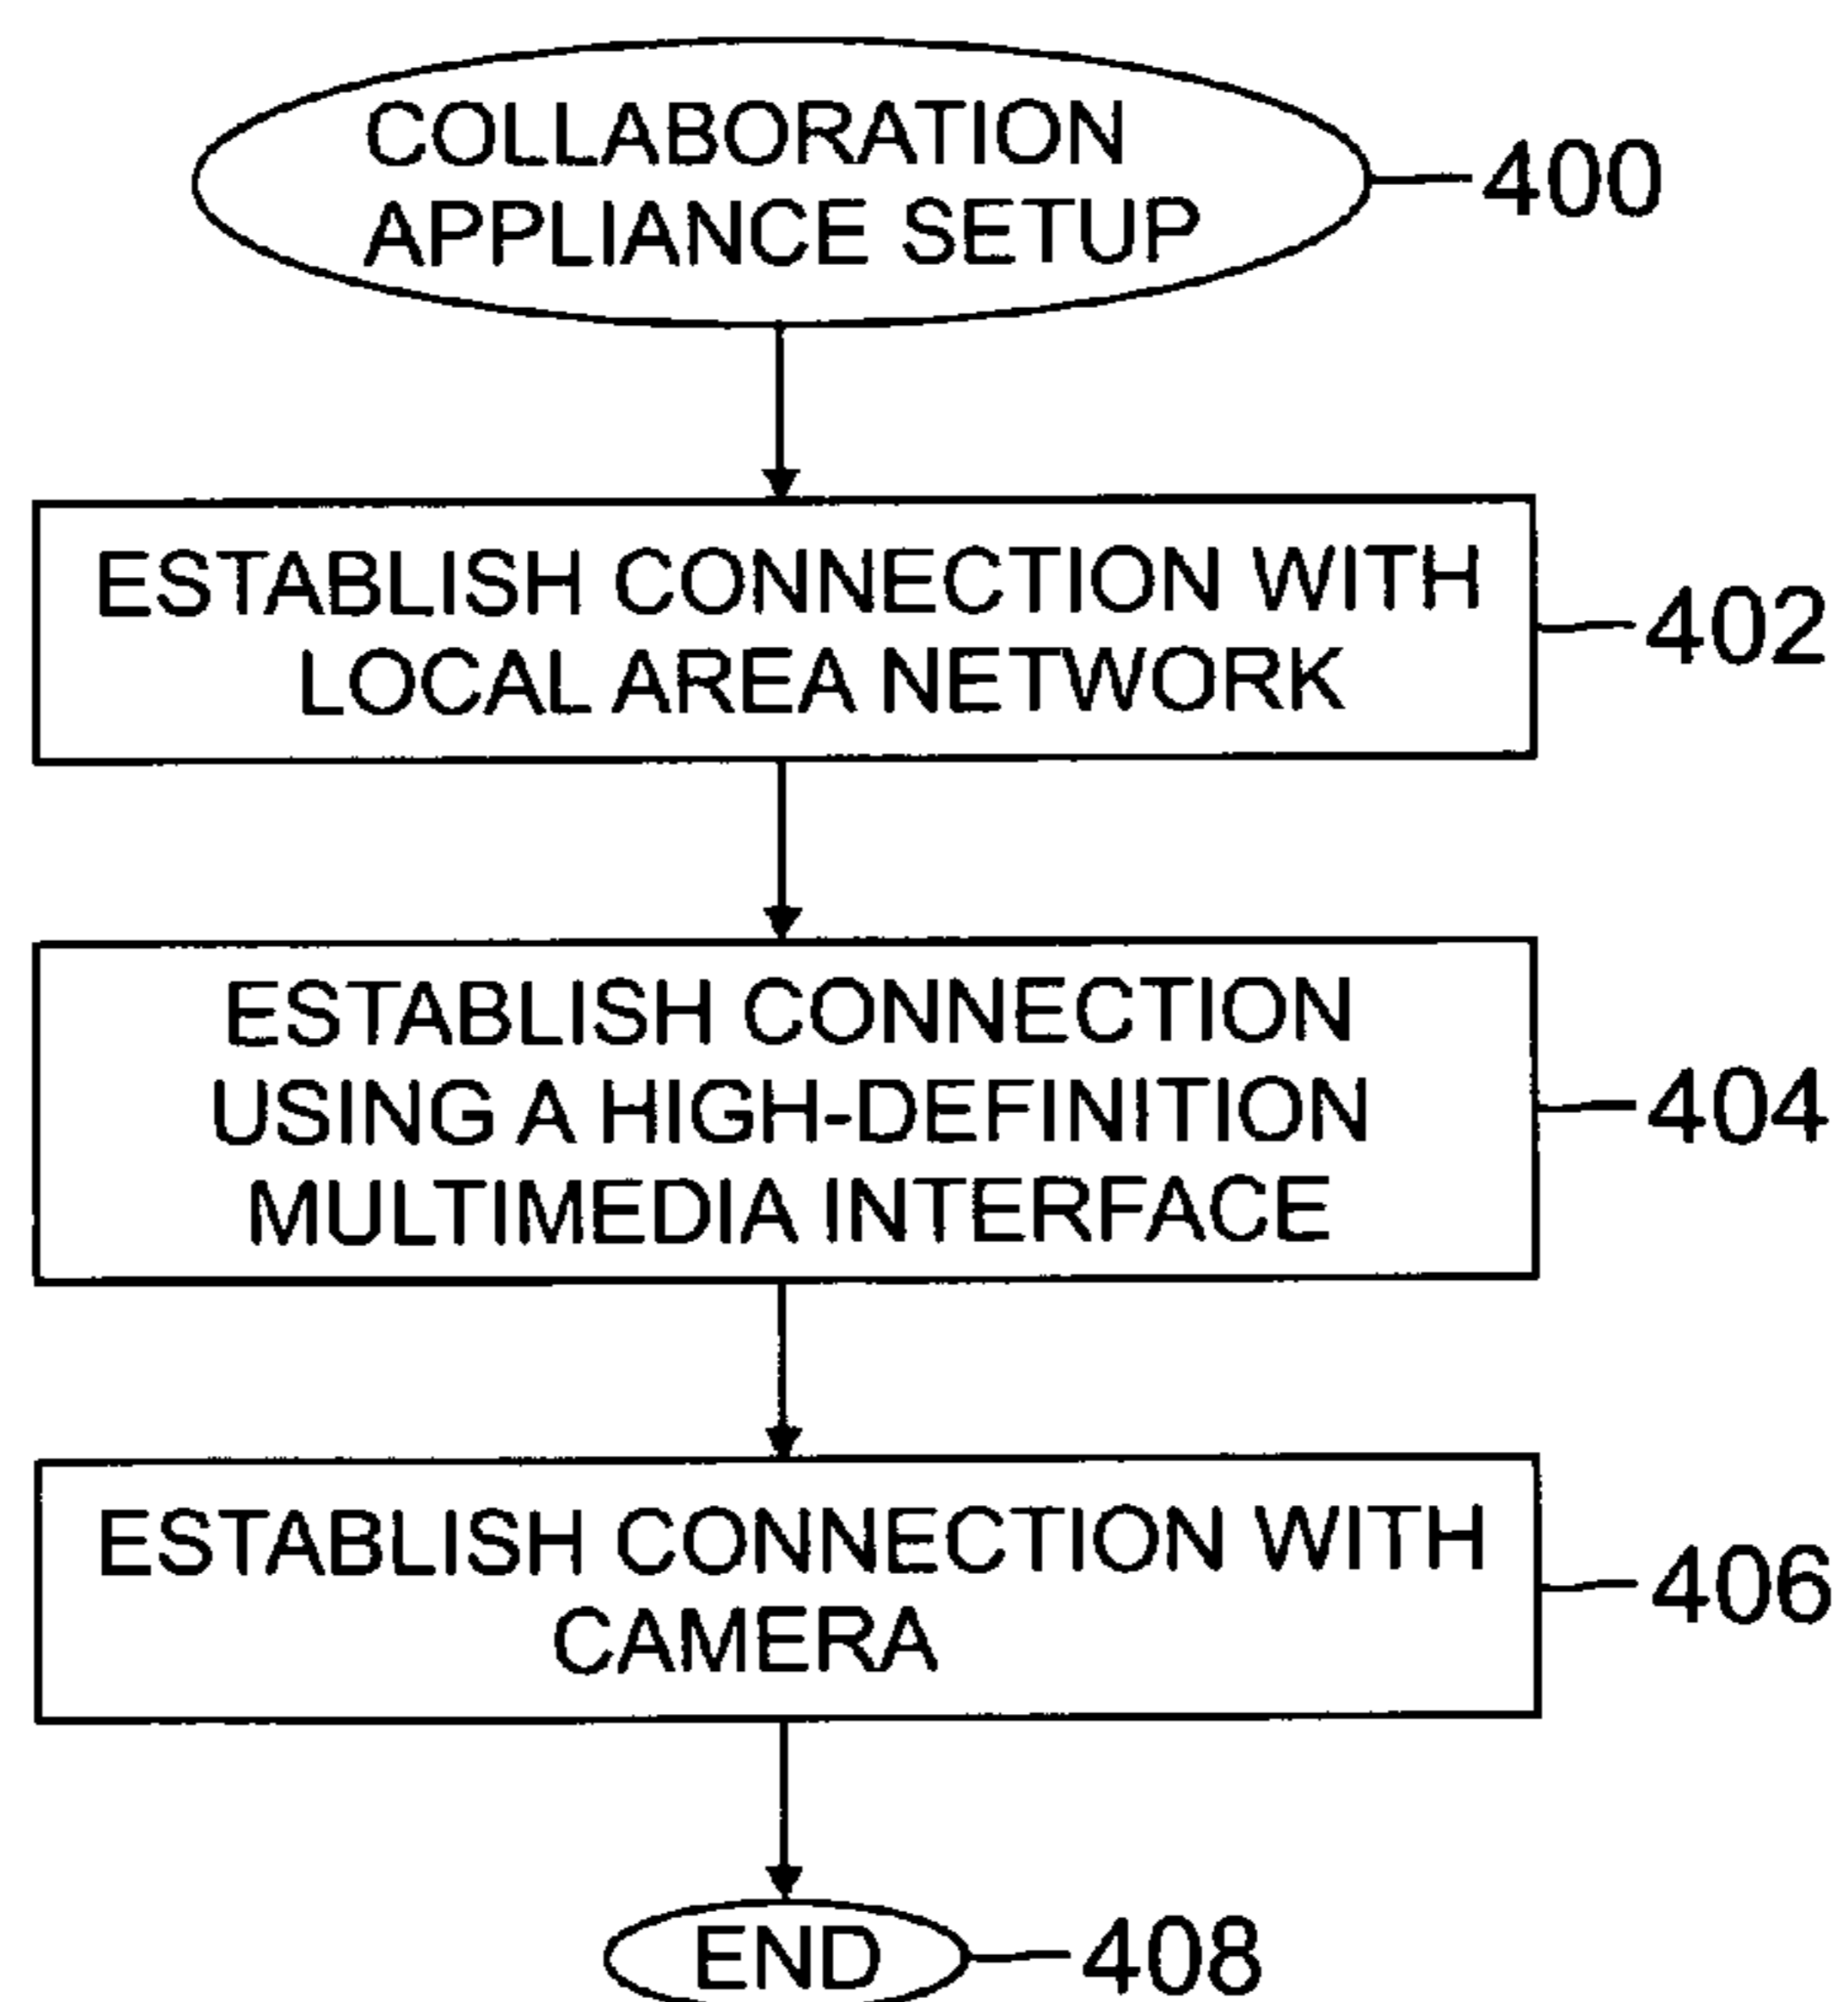 COLLABORATION
APPLIANCE SETUP
400
ESTABLISH CONNECTION WITH
LOCAL AREA NETWORK
402
ESTABLISH CONNECTION
USING A HIGH-DEFINITION
MULTIMEDIA INTERFACE
404
ESTABLISH CONNECTION WITH
CAMERA
406
END
408